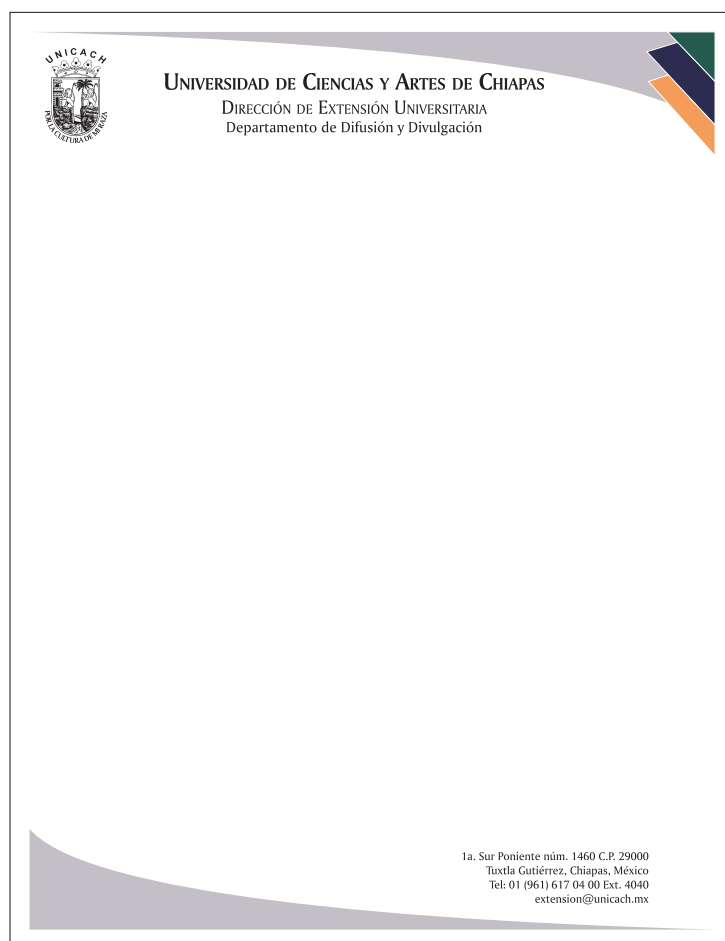 UNICACH
POR LA CULTURA DE MI RAZA
UNIVERSIDAD DE CIENCIAS Y ARTES DE CHIAPAS
DIRECCIÓN DE EXTENSIÓN UNIVERSITARIA
Departamento de Difusión y Divulgación
1a. Sur Poniente núm. 1460 C.P. 29000
Tuxtla Gutiérrez, Chiapas, México
Tel: 01 (961) 617 04 00 Ext. 4040
extension@unicach.mx